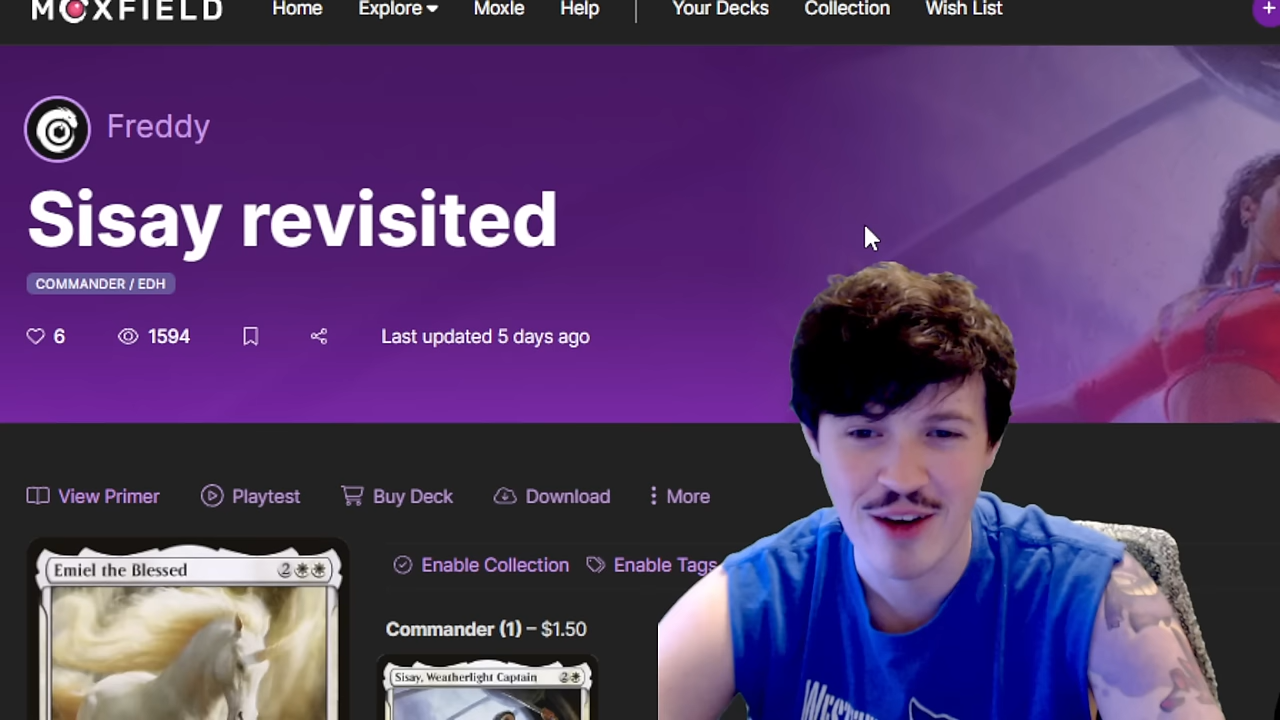 MOXFIELD
Home Explore Moxle Help Your Decks Collection Wish List
Freddy
Sisay revisited
COMMANDER / EDH
6 1594 Last updated 5 days ago
View Primer Playtest Buy Deck Download More
Emiel the Blessed 2
Enable Collection Enable Tags
Commander (1) – $1.50
Sisay, Weatherlight Captain 2